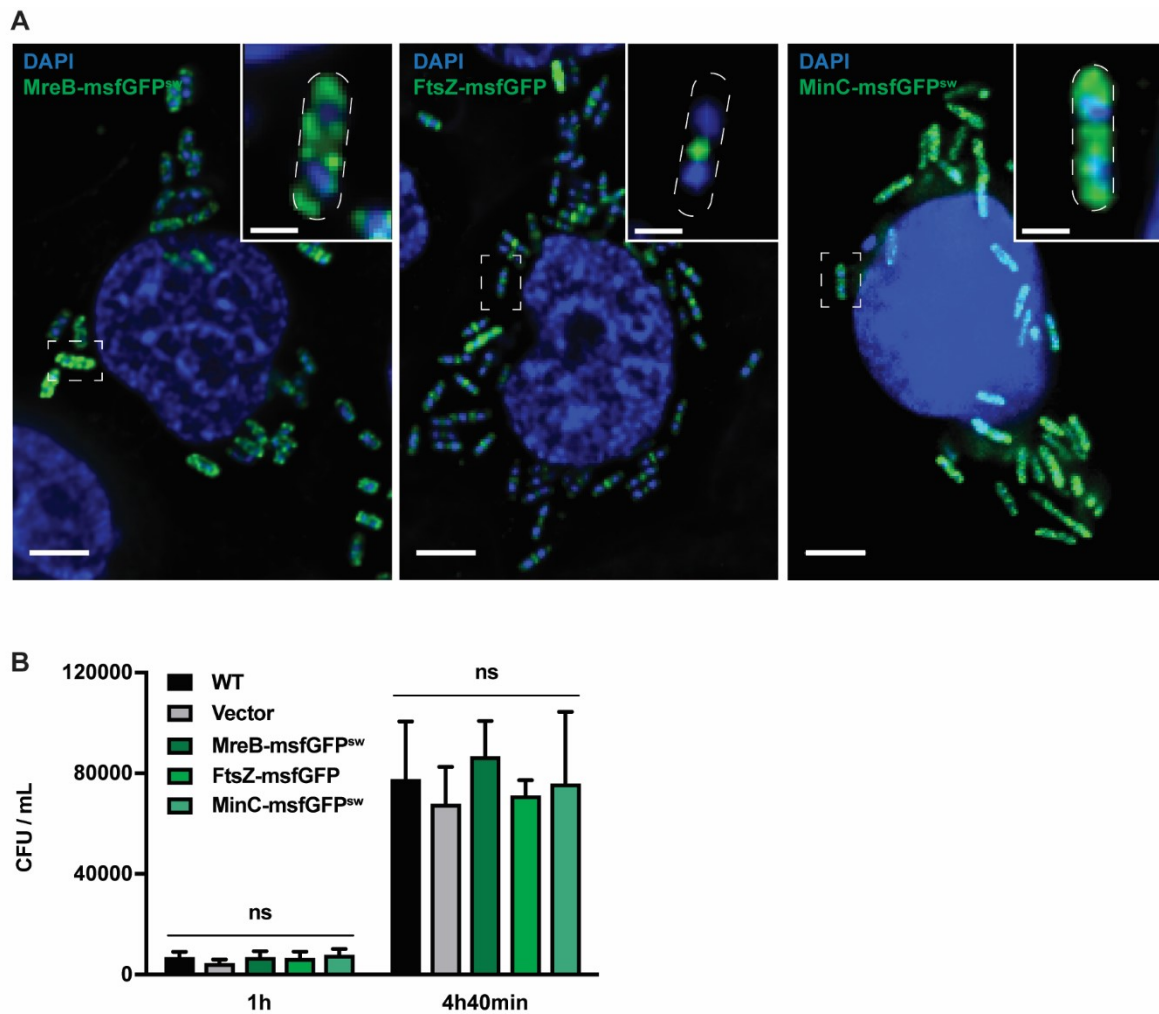 A
DAPI
MreB-msfGFPˢʷ
DAPI
FtsZ-msfGFP
DAPI
MinC-msfGFPˢʷ
B
120000
80000
40000
0
CFU / mL
WT
Vector
MreB-msfGFPˢʷ
FtsZ-msfGFP
MinC-msfGFPˢʷ
ns
ns
1h
4h40min